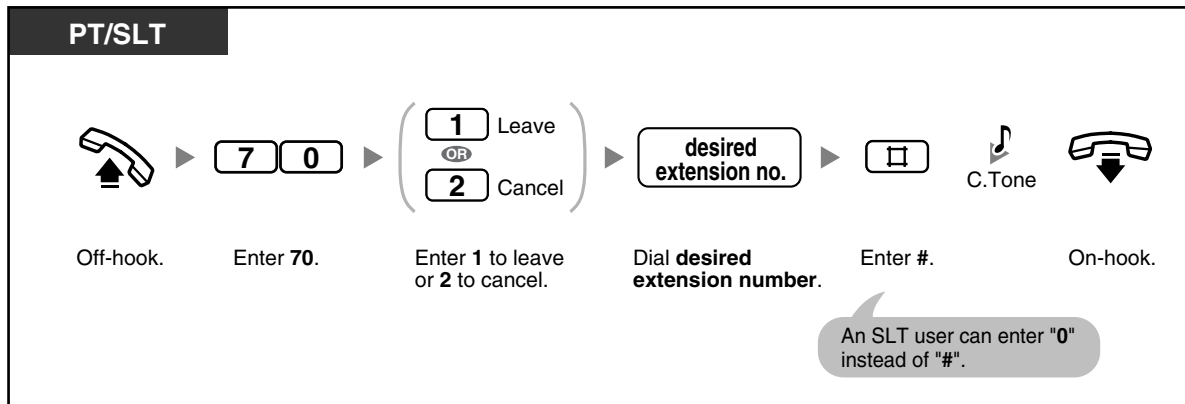 PT/SLT
7 0
1 Leave
OR
2 Cancel
desired
extension no.
#
C.Tone
Off-hook.
Enter 70.
Enter 1 to leave
or 2 to cancel.
Dial desired
extension number.
Enter #.
On-hook.
An SLT user can enter "0"
instead of "#".